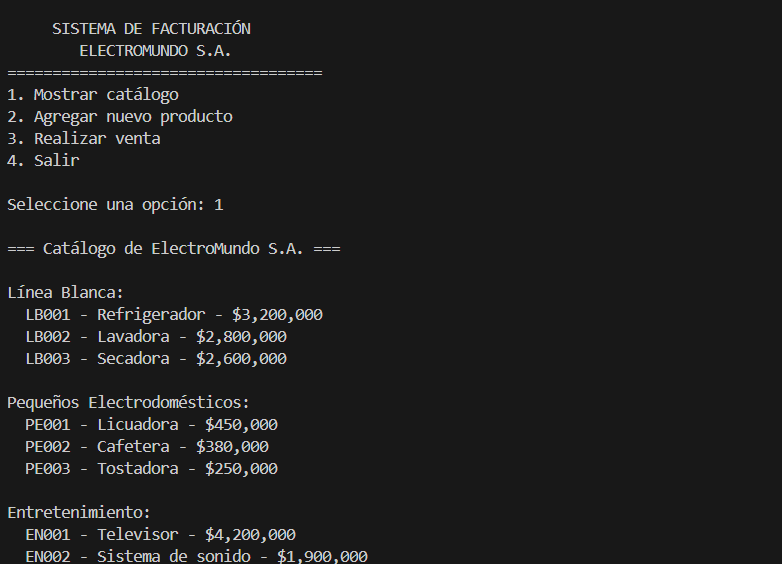 SISTEMA DE FACTURACIÓN
ELECTROMUNDO S.A.
===================================
1. Mostrar catálogo
2. Agregar nuevo producto
3. Realizar venta
4. Salir
Seleccione una opción: 1
=== Catálogo de ElectroMundo S.A. ===
Línea Blanca:
LB001 - Refrigerador - $3,200,000
LB002 - Lavadora - $2,800,000
LB003 - Secadora - $2,600,000
Pequeños Electrodomésticos:
PE001 - Licuadora - $450,000
PE002 - Cafetera - $380,000
PE003 - Tostadora - $250,000
Entretenimiento:
EN001 - Televisor - $4,200,000
EN002 - Sistema de sonido - $1,900,000